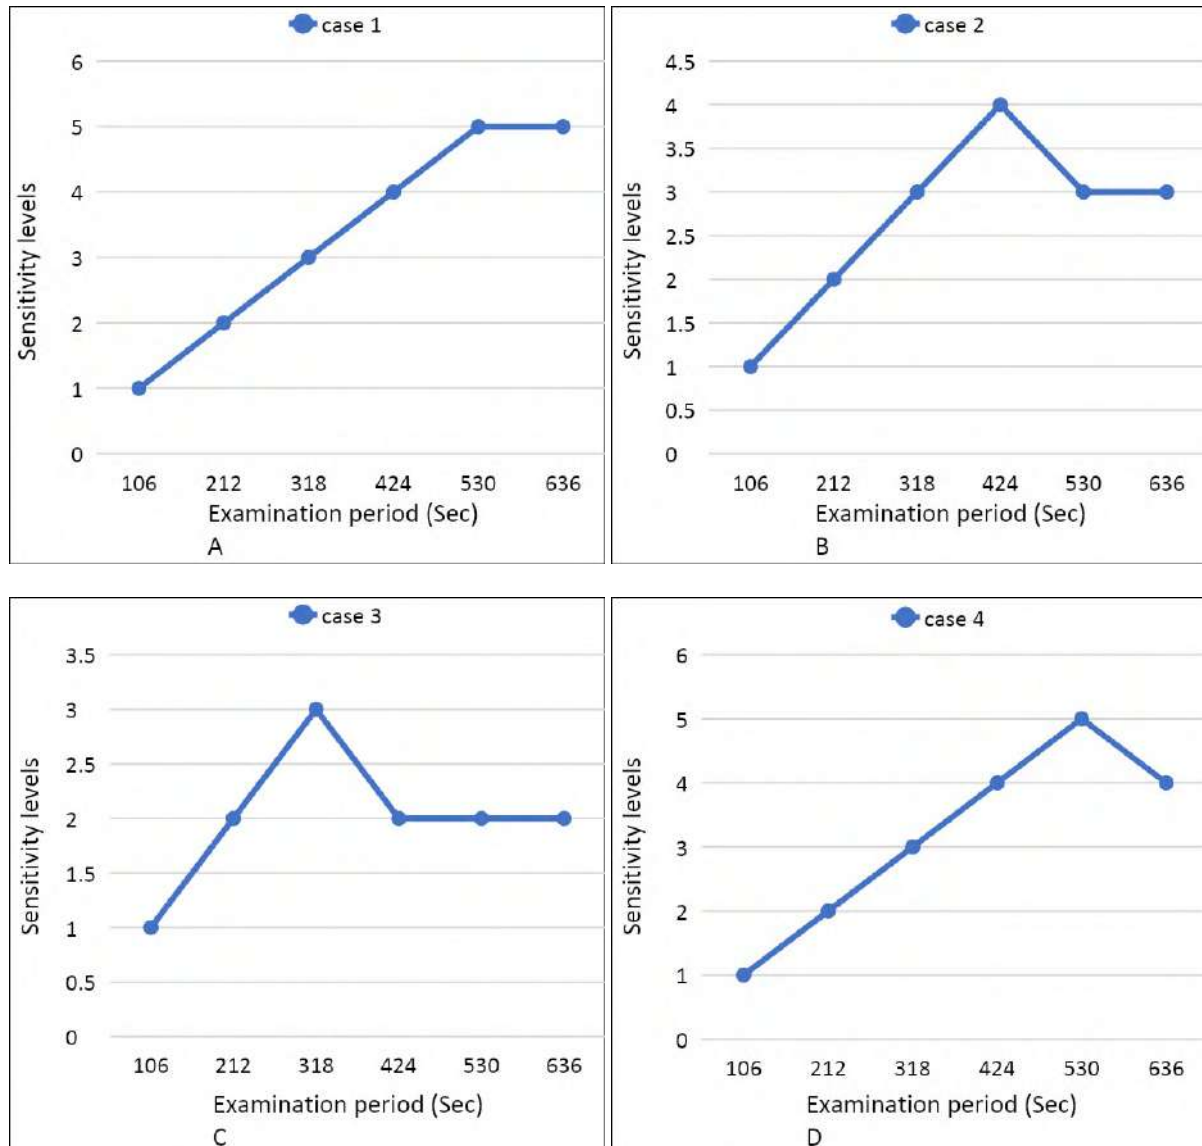 case 1
6
5
4
3
2
1
0
Sensitivity levels
106 212 318 424 530 636
Examination period (Sec)
A
case 2
4.5
4
3.5
3
2.5
2
1.5
1
0.5
0
Sensitivity levels
106 212 318 424 530 636
Examination period (Sec)
B
case 3
3.5
3
2.5
2
1.5
1
0.5
0
Sensitivity levels
106 212 318 424 530 636
Examination period (Sec)
C
case 4
6
5
4
3
2
1
0
Sensitivity levels
106 212 318 424 530 636
Examination period (Sec)
D